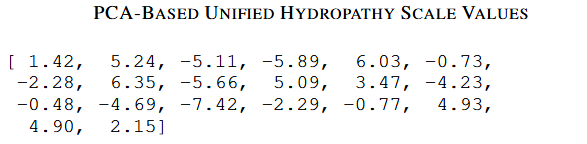 PCA-BASED UNIFIED HYDROPATHY SCALE VALUES
[ 1.42, 5.24, −5.11, −5.89, 6.03, −0.73,
−2.28, 6.35, −5.66, 5.09, 3.47, −4.23,
−0.48, −4.69, −7.42, −2.29, −0.77, 4.93,
4.90, 2.15]